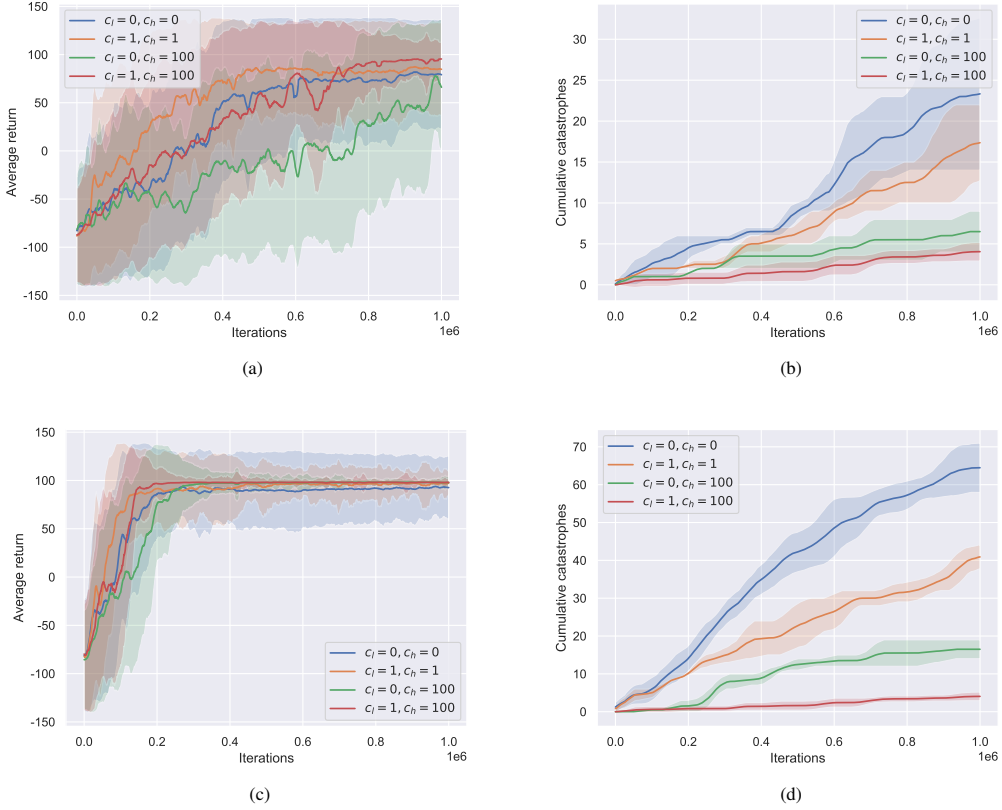 150
100
50
0
-50
-100
-150
Average return
0.0 0.2 0.4 0.6 0.8 1.0
1e6
Iterations
c_l = 0, c_h = 0
c_l = 1, c_h = 1
c_l = 0, c_h = 100
c_l = 1, c_h = 100
(a)
30
25
20
15
10
5
0
Cumulative catastrophes
0.0 0.2 0.4 0.6 0.8 1.0
1e6
Iterations
c_l = 0, c_h = 0
c_l = 1, c_h = 1
c_l = 0, c_h = 100
c_l = 1, c_h = 100
(b)
150
100
50
0
-50
-100
-150
Average return
0.0 0.2 0.4 0.6 0.8 1.0
1e6
Iterations
c_l = 0, c_h = 0
c_l = 1, c_h = 1
c_l = 0, c_h = 100
c_l = 1, c_h = 100
(c)
70
60
50
40
30
20
10
0
Cumulative catastrophes
0.0 0.2 0.4 0.6 0.8 1.0
1e6
Iterations
c_l = 0, c_h = 0
c_l = 1, c_h = 1
c_l = 0, c_h = 100
c_l = 1, c_h = 100
(d)